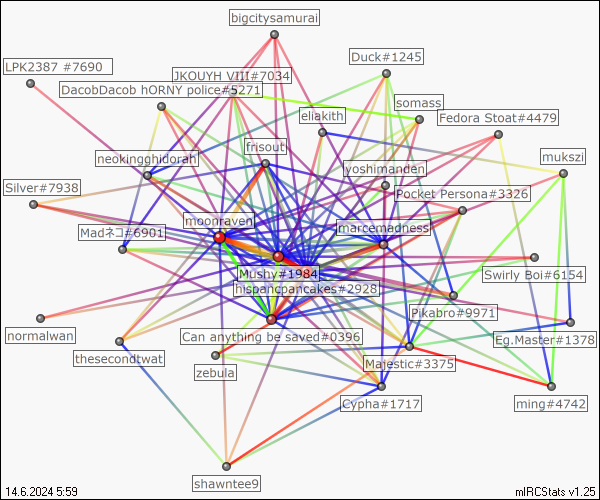 bigcitysamurai
Duck#1245
LPK2387 #7690
JKOUYH VIII#7034
DacobDacob hORNY police#5271
somass
eliakith
Fedora Stoat#4479
frisout
neokingghidorah
yoshimanden
mukszi
Silver#7938
Pocket Persona#3326
moonraven
marcemadness
Madネコ#6901
Mushy#1984
Swirly Boi#6154
hispancpancakes#2928
Pikabro#9971
normalwan
Can anything be saved#0396
Eg.Master#1378
thesecondtwat
Majestic#3375
zebula
Cypha#1717
ming#4742
shawntee9
14.6.2024 5:59
mIRCStats v1.25